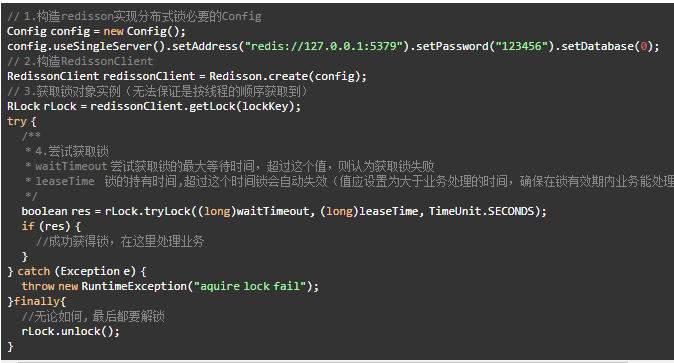 // 1.构造redisson实现分布式锁必要的Config
Config config = new Config();
config.useSingleServer().setAddress("redis://127.0.0.1:5379").setPassword("123456").setDatabase(0);
// 2.构造RedissonClient
RedissonClient redissonClient = Redisson.create(config);
// 3.获取锁对象实例（无法保证是按线程的顺序获取到）
RLock rLock = redissonClient.getLock(lockKey);
try {
/**
* 4.尝试获取锁
* waitTimeout 尝试获取锁的最大等待时间，超过这个值，则认为获取锁失败
* leaseTime 锁的持有时间,超过这个时间锁会自动失效（值应设置为大于业务处理的时间，确保在锁有效期内业务能处理
*/
boolean res = rLock.tryLock((long)waitTimeout, (long)leaseTime, TimeUnit.SECONDS);
if (res) {
//成功获得锁，在这里处理业务
}
} catch (Exception e) {
throw new RuntimeException("aquire lock fail");
}finally{
//无论如何, 最后都要解锁
rLock.unlock();
}